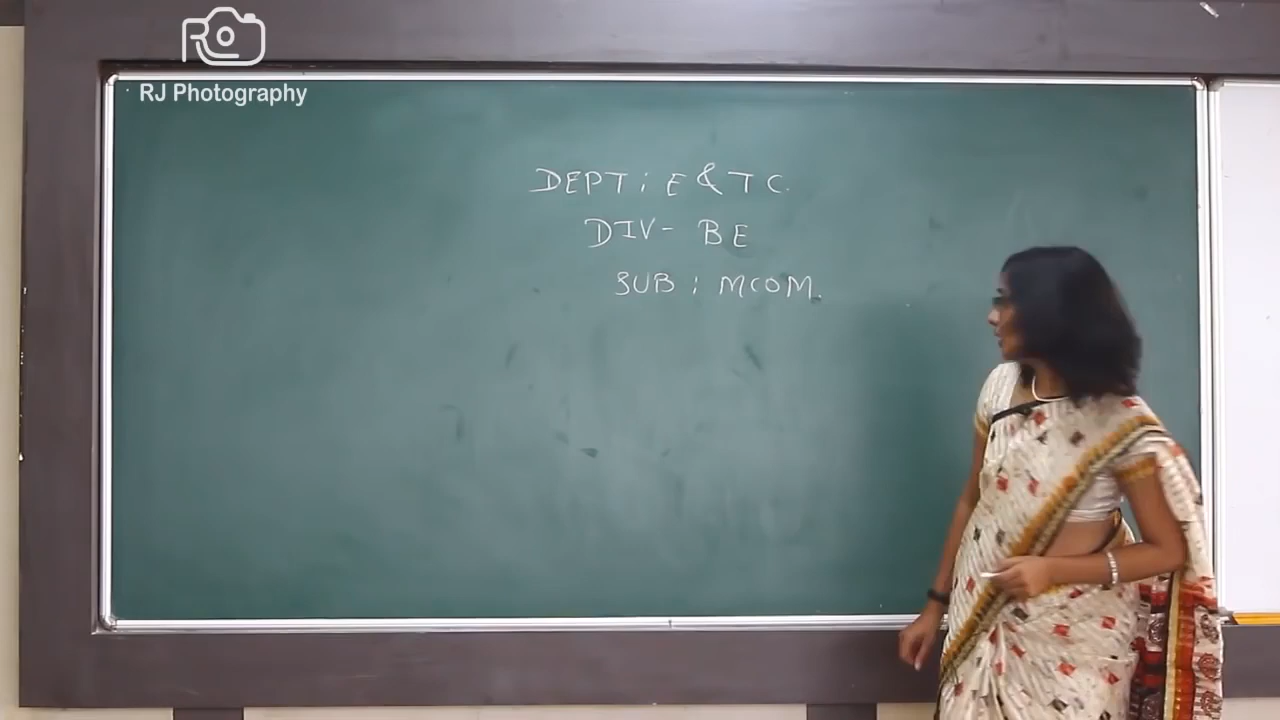 RJ Photography
DEPT: E & TC.
DIV- BE
SUB: MCOM.